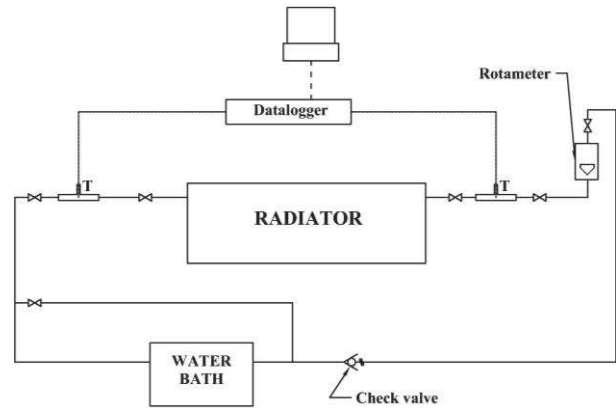 Rotameter
Datalogger
T
T
RADIATOR
WATER
BATH
Check valve